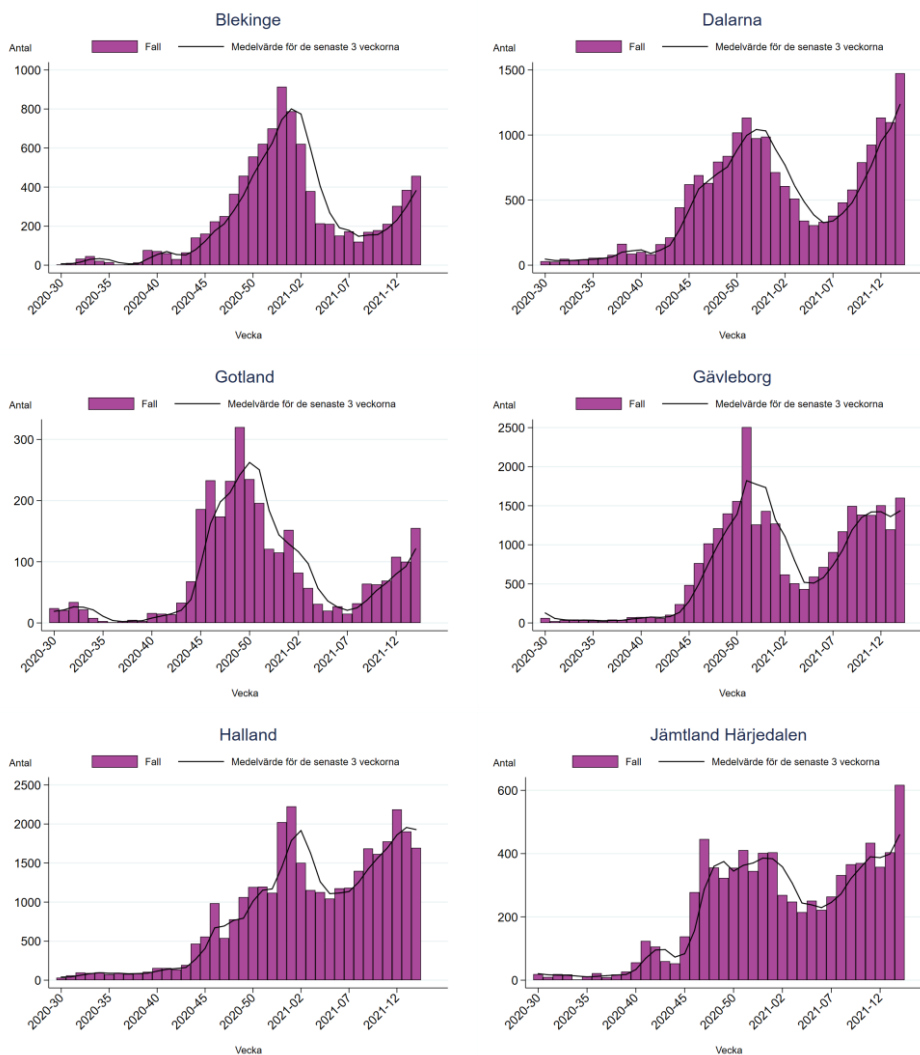 Blekinge
Antal
Fall
Medelvärde för de senaste 3 veckorna
1000
800
600
400
200
0
2020-30
2020-35
2020-40
2020-45
2020-50
2021-02
2021-07
2021-12
Vecka
Dalarna
Antal
Fall
Medelvärde för de senaste 3 veckorna
1500
1000
500
0
2020-30
2020-35
2020-40
2020-45
2020-50
2021-02
2021-07
2021-12
Vecka
Gotland
Antal
Fall
Medelvärde för de senaste 3 veckorna
300
200
100
0
2020-30
2020-35
2020-40
2020-45
2020-50
2021-02
2021-07
2021-12
Vecka
Gävleborg
Antal
Fall
Medelvärde för de senaste 3 veckorna
2500
2000
1500
1000
500
0
2020-30
2020-35
2020-40
2020-45
2020-50
2021-02
2021-07
2021-12
Vecka
Halland
Antal
Fall
Medelvärde för de senaste 3 veckorna
2500
2000
1500
1000
500
0
2020-30
2020-35
2020-40
2020-45
2020-50
2021-02
2021-07
2021-12
Vecka
Jämtland Härjedalen
Antal
Fall
Medelvärde för de senaste 3 veckorna
600
400
200
0
2020-30
2020-35
2020-40
2020-45
2020-50
2021-02
2021-07
2021-12
Vecka